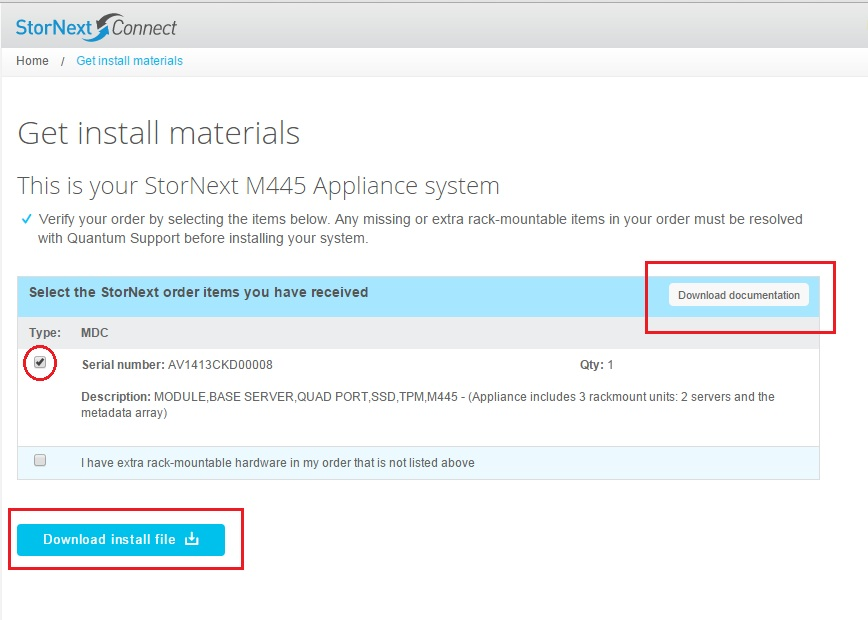 StorNext Connect
Home / Get install materials
Get install materials
This is your StorNext M445 Appliance system
Verify your order by selecting the items below. Any missing or extra rack-mountable items in your order must be resolved
with Quantum Support before installing your system.
Select the StorNext order items you have received
Download documentation
Type: MDC
Serial number: AV1413CKD00008 Qty: 1
Description: MODULE,BASE SERVER,QUAD PORT,SSD,TPM,M445 - (Appliance includes 3 rackmount units: 2 servers and the
metadata array)
I have extra rack-mountable hardware in my order that is not listed above
Download install file